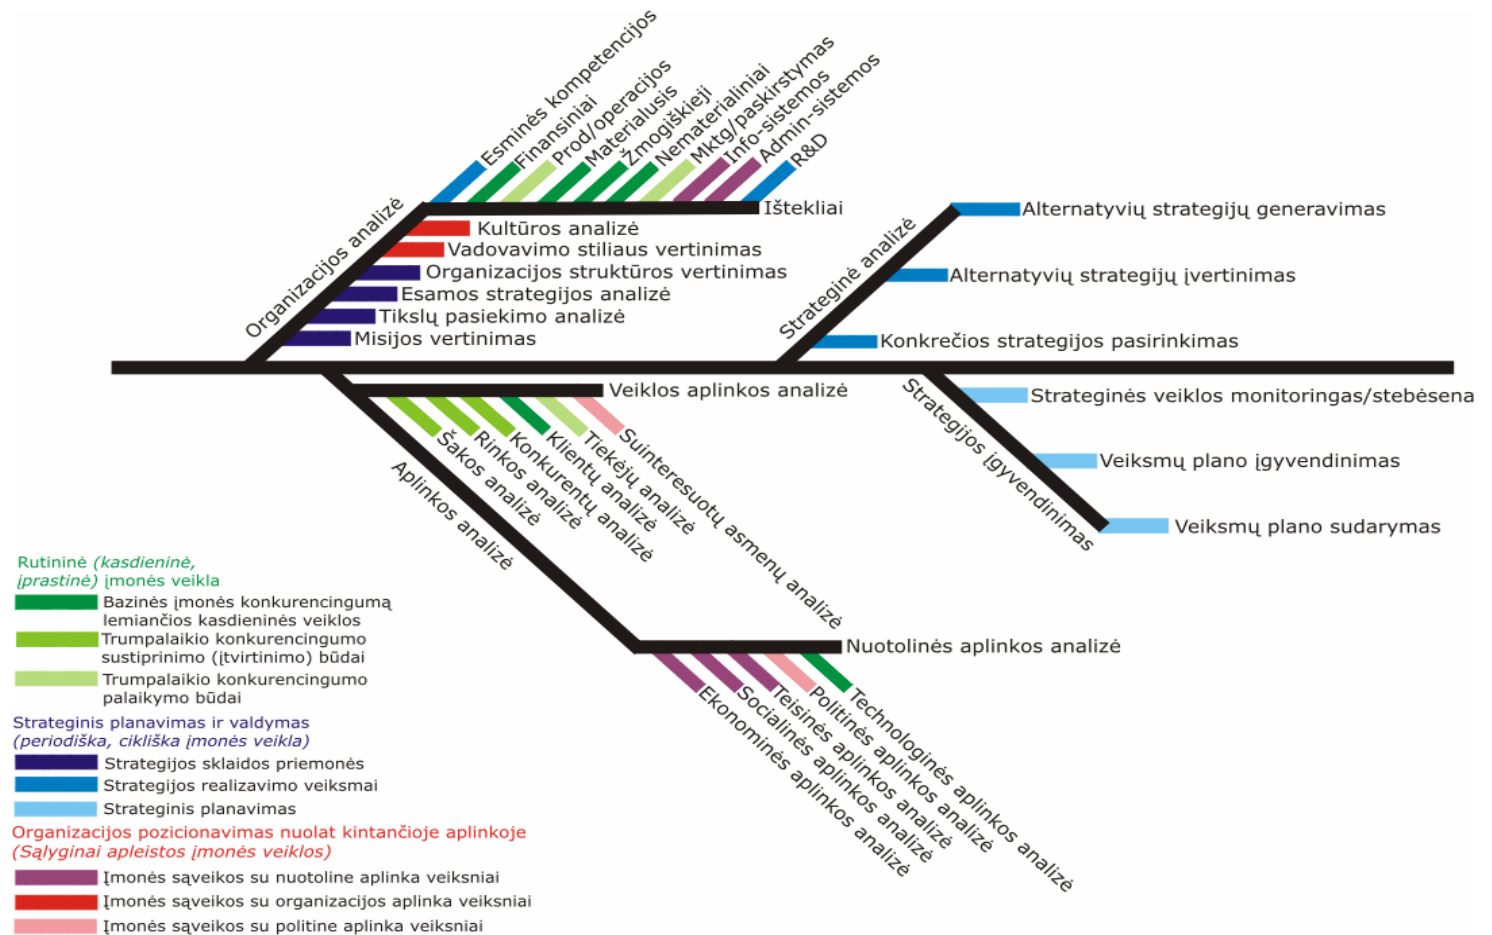 Esminės kompetencijos
Finansiniai
Prod/operacijos
Materialusis
Žmogiškieji
Nematerialiniai
Mktg/paskirstymas
Info-sistemos
Admin-sistemos
R&D
Ištekliai
Organizacijos analizė
Kultūros analizė
Vadovavimo stiliaus vertinimas
Organizacijos struktūros vertinimas
Esamos strategijos analizė
Tikslų pasiekimo analizė
Misijos vertinimas
Strateginė analizė
Alternatyvių strategijų generavimas
Alternatyvių strategijų įvertinimas
Konkrečios strategijos pasirinkimas
Veiklos aplinkos analizė
Šakos analizė
Rinkos analizė
Konkurentų analizė
Klientų analizė
Tiekėjų analizė
Suinteresuotų asmenų analizė
Aplinkos analizė
Strategijos įgyvendinimas
Strateginės veiklos monitoringas/stebėsena
Veiksmų plano įgyvendinimas
Veiksmų plano sudarymas
Nuotolinės aplinkos analizė
Ekonominės aplinkos analizė
Socialinės aplinkos analizė
Teisinės aplinkos analizė
Politinės aplinkos analizė
Technologinės aplinkos analizė
Rutininė (kasdieninė,
įprastinė) įmonės veikla
Bazinės įmonės konkurencingumą
lemiančios kasdieninės veiklos
Trumpalaikio konkurencingumo
sustiprinimo (įtvirtinimo) būdai
Trumpalaikio konkurencingumo
palaikymo būdai
Strateginis planavimas ir valdymas
(periodiška, cikliška įmonės veikla)
Strategijos sklaidos priemonės
Strategijos realizavimo veiksmai
Strateginis planavimas
Organizacijos pozicionavimas nuolat kintančioje aplinkoje
(Sąlyginai apleistos įmonės veiklos)
Įmonės sąveikos su nuotoline aplinka veiksniai
Įmonės sąveikos su organizacijos aplinka veiksniai
Įmonės sąveikos su politine aplinka veiksniai